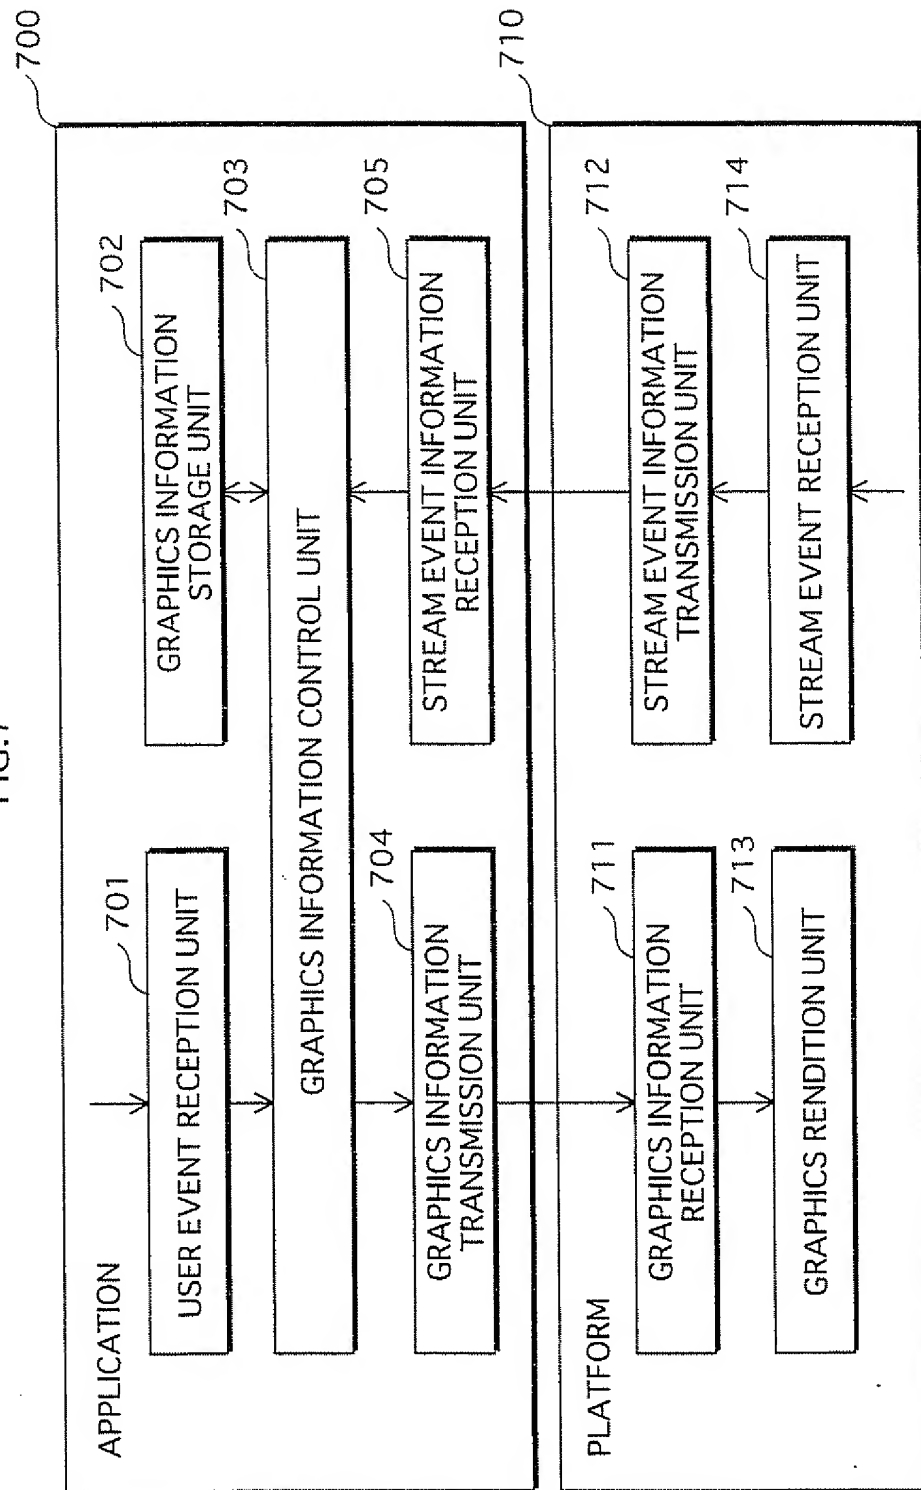 FIG.7
700
APPLICATION
701
USER EVENT RECEPTION UNIT
702
GRAPHICS INFORMATION
STORAGE UNIT
703
GRAPHICS INFORMATION CONTROL UNIT
704
GRAPHICS INFORMATION
TRANSMISSION UNIT
705
STREAM EVENT INFORMATION
RECEPTION UNIT
710
PLATFORM
711
GRAPHICS INFORMATION
RECEPTION UNIT
712
STREAM EVENT INFORMATION
TRANSMISSION UNIT
713
GRAPHICS RENDITION UNIT
714
STREAM EVENT RECEPTION UNIT